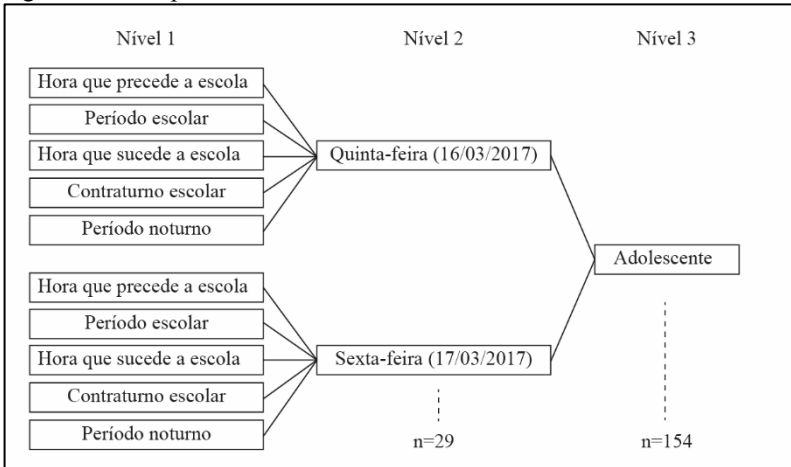 Nível 1 Nível 2 Nível 3
Hora que precede a escola
Período escolar
Hora que sucede a escola
Contraturno escolar
Período noturno
Quinta-feira (16/03/2017)
Adolescente
Hora que precede a escola
Período escolar
Hora que sucede a escola
Contraturno escolar
Período noturno
Sexta-feira (17/03/2017)
n=29 n=154